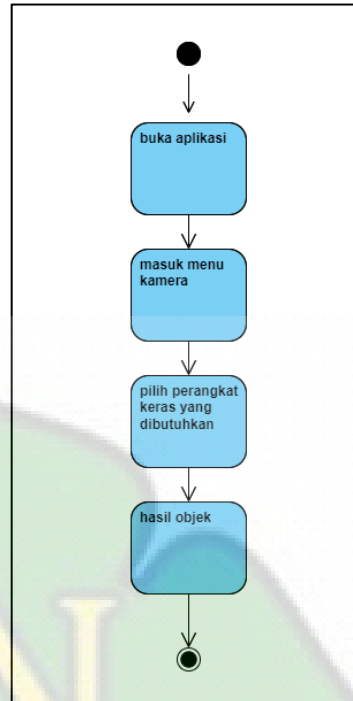 buka aplikasi
masuk menu
kamera
pilih perangkat
keras yang
dibutuhkan
hasil objek
N